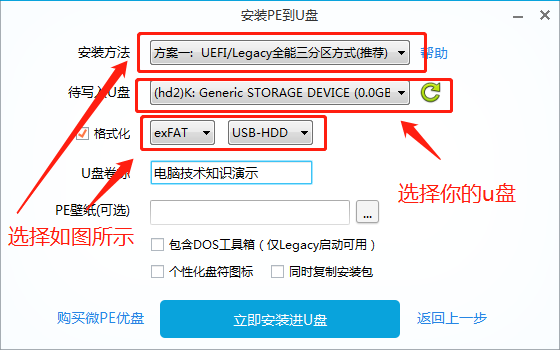 安装PE到U盘
安装方法
方案一：UEFI/Legacy全能三分区方式(推荐)
帮助
待写入U盘
(hd2)K: Generic STORAGE DEVICE (0.0GB
格式化
exFAT
USB-HDD
U盘卷标
电脑技术知识演示
选择你的u盘
PE壁纸(可选)
...
选择如图所示
包含DOS工具箱（仅Legacy启动可用）
个性化盘符图标
同时复制安装包
购买微PE优盘
立即安装进U盘
返回上一步